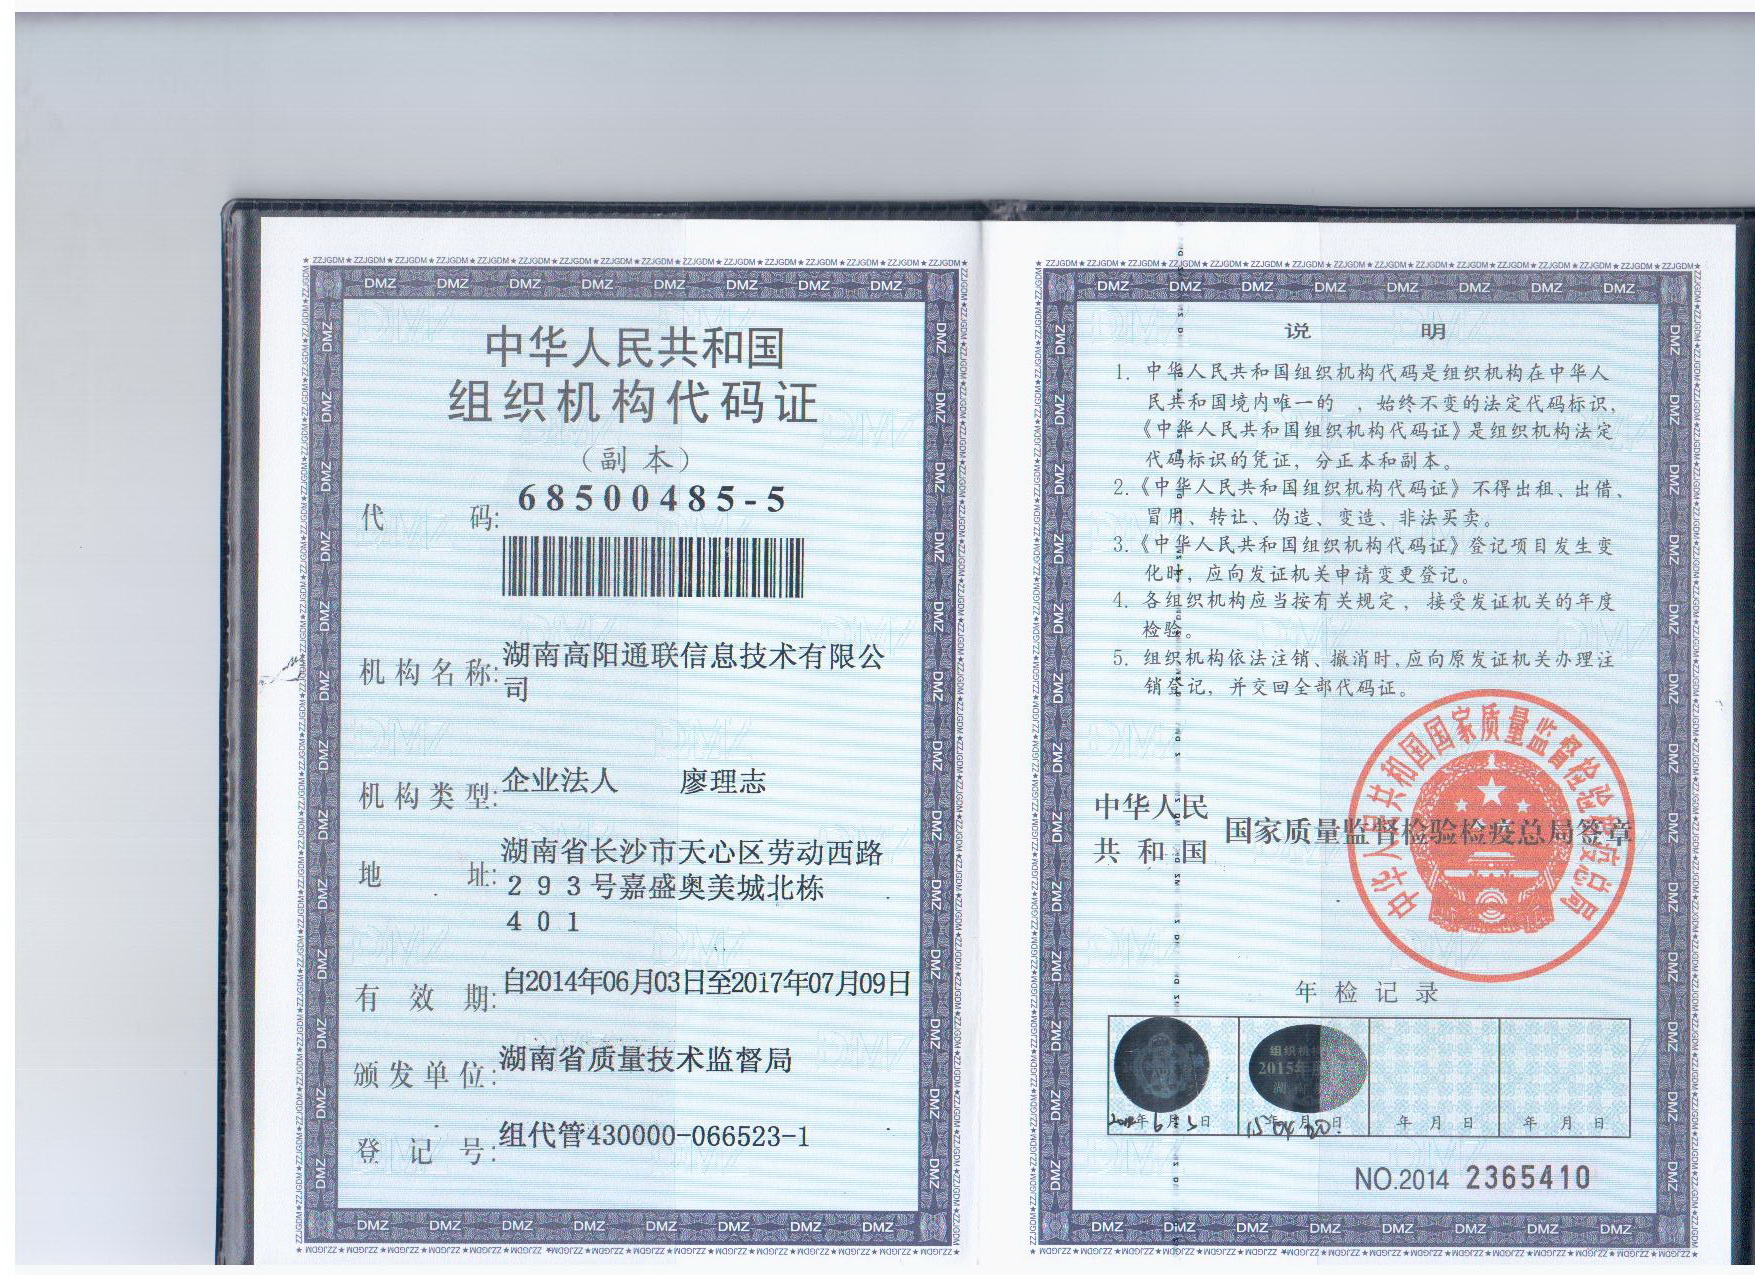 中华人民共和国
组织机构代码证
（副 本）
代 码: 68500485-5
机构名称: 湖南高阳通联信息技术有限公
司
机构类型: 企业法人 廖理志
地 址: 湖南省长沙市天心区劳动西路
293号嘉盛奥美城北栋
401
有 效 期: 自2014年06月03日至2017年07月09日
颁发单位: 湖南省质量技术监督局
登 记 号: 组代管430000-066523-1
说 明
1. 中华人民共和国组织机构代码是组织机构在中华人
民共和国境内唯一的 ，始终不变的法定代码标识，
《中华人民共和国组织机构代码证》是组织机构法定
代码标识的凭证，分正本和副本。
2.《中华人民共和国组织机构代码证》不得出租、出借、
冒用、转让、伪造、变造、非法买卖。
3.《中华人民共和国组织机构代码证》登记项目发生变
化时，应向发证机关申请变更登记。
4. 各组织机构应当按有关规定，接受发证机关的年度
检验。
5. 组织机构依法注销、撤消时,应向原发证机关办理注
销登记，并交回全部代码证。
中华人民共和国国家质量监督检验检疫总局
中华人民
共和国 国家质量监督检验检疫总局签章
年检记录
组织机构
2015年
湖
年 6月 3日
15年 04月 20日
年 月 日
年 月 日
NO.2014 2365410